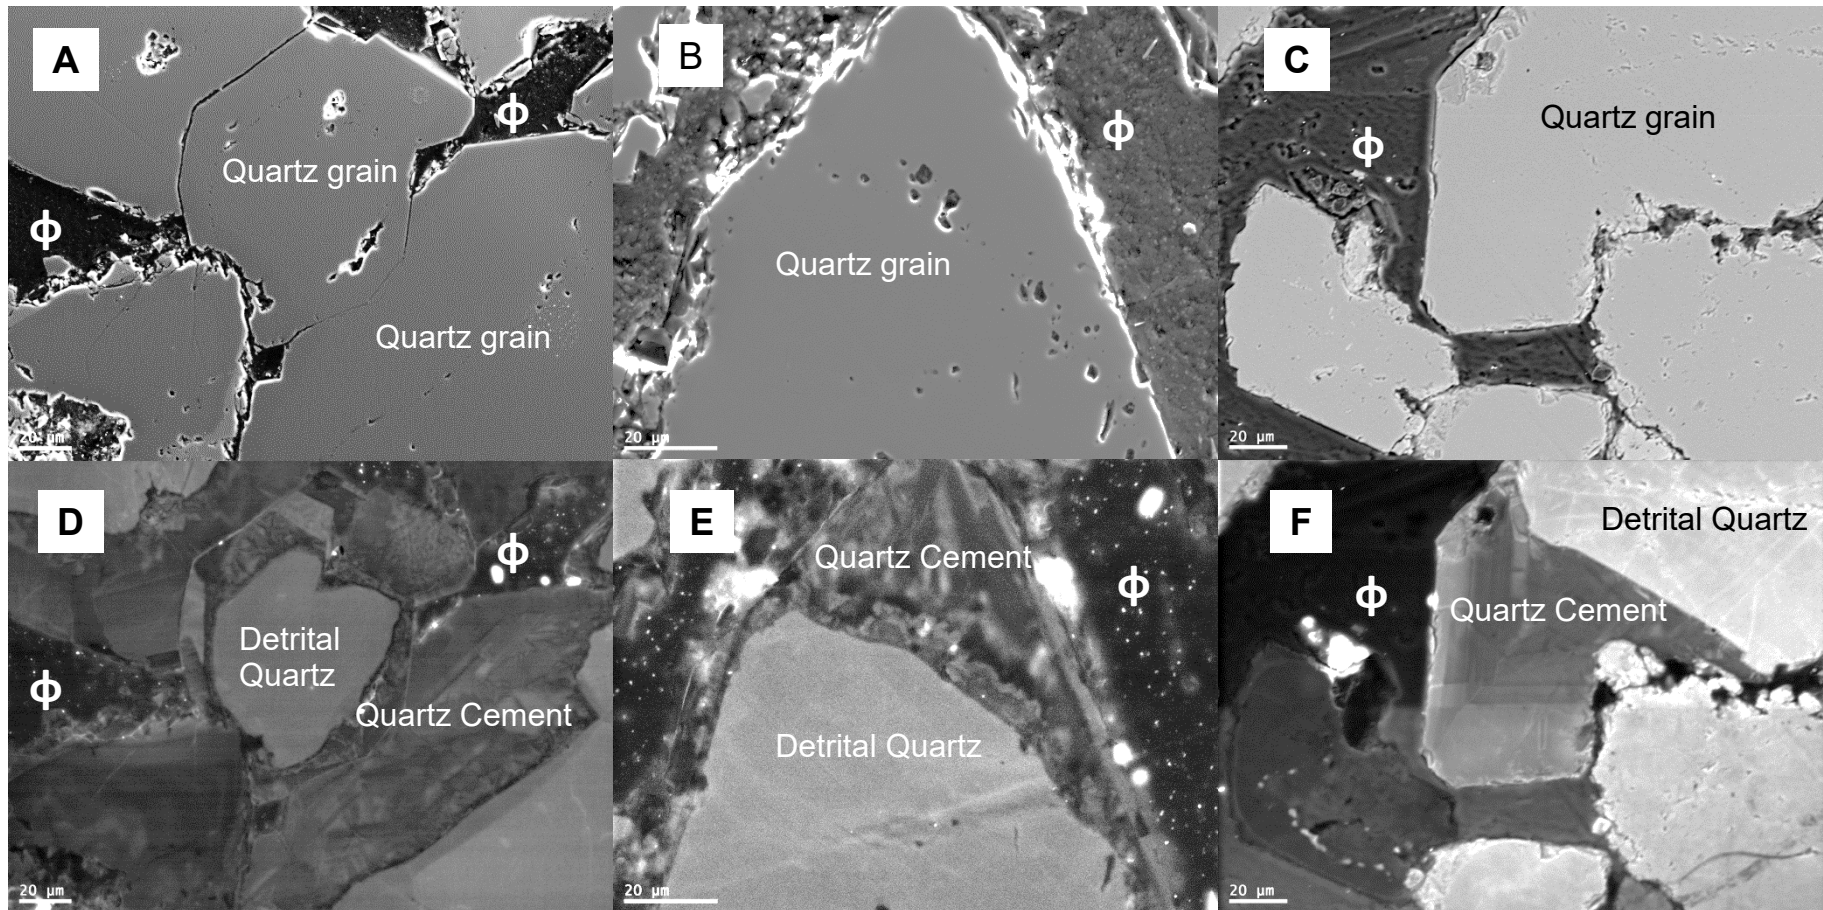 A
ϕ
Quartz grain
ϕ
Quartz grain
20 µm
B
ϕ
Quartz grain
20 µm
C
Quartz grain
ϕ
20 µm
D
ϕ
Detrital
Quartz
ϕ
Quartz Cement
20 µm
E
Quartz Cement
ϕ
Detrital Quartz
20 µm
F
Detrital Quartz
ϕ
Quartz Cement
20 µm